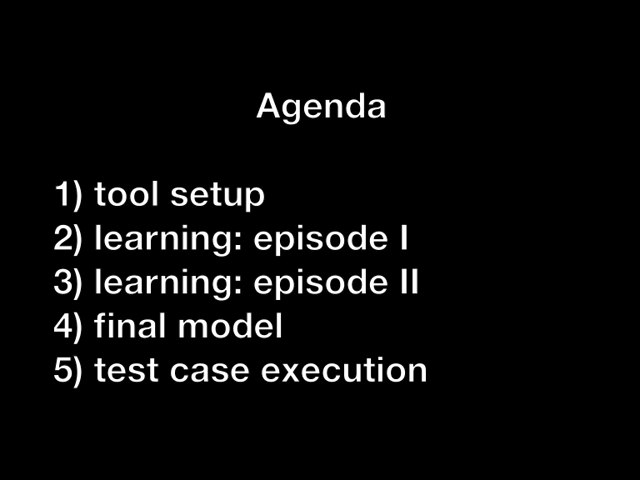 Agenda
1) tool setup
2) learning: episode I
3) learning: episode II
4) final model
5) test case execution